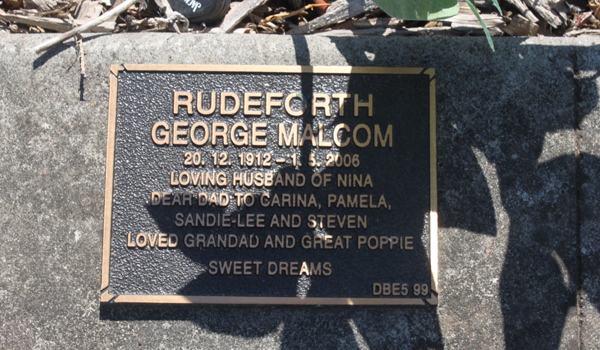 RUDEFORTH
GEORGE MALCOM
20. 12. 1912 – 1. 5. 2006
LOVING HUSBAND OF NINA
DEAR DAD TO CARINA, PAMELA,
SANDIE-LEE AND STEVEN
LOVED GRANDAD AND GREAT POPPIE
SWEET DREAMS
DBE5 99